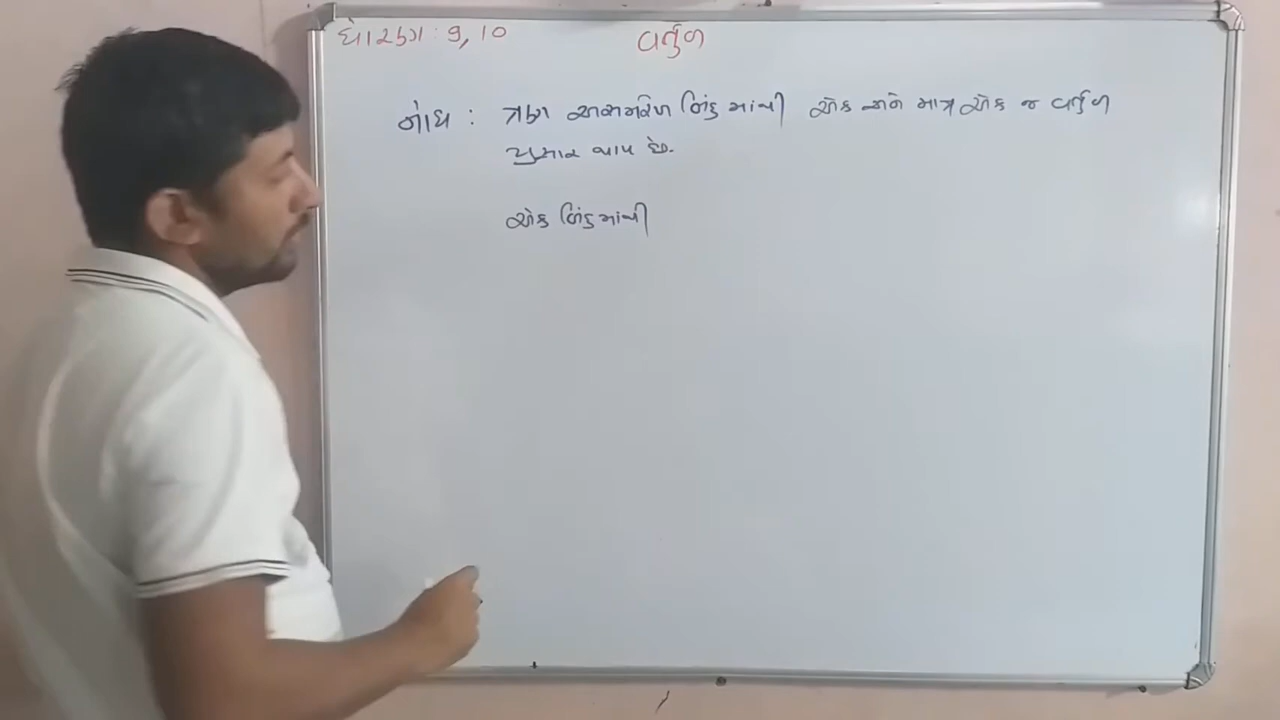 ધોરણ : 9, 10
વર્તુળ
નોંધ : ત્રણ અસમરેખ બિંદુમાંથી એક અને માત્ર એક જ વર્તુળ
પસાર થાય છે.
એક બિંદુમાંથી